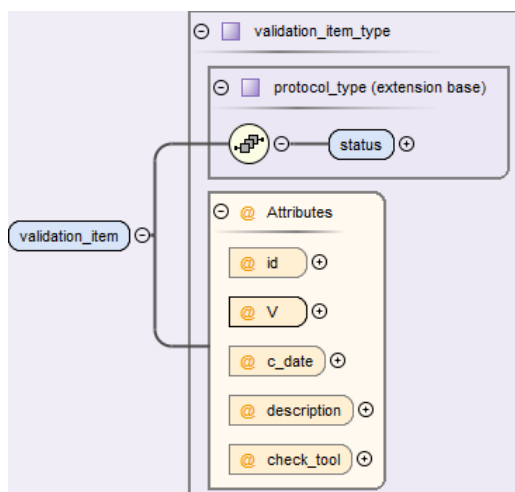 validation_item_type
protocol_type (extension base)
status
@ Attributes
validation_item
@ id
@ V
@ c_date
@ description
@ check_tool